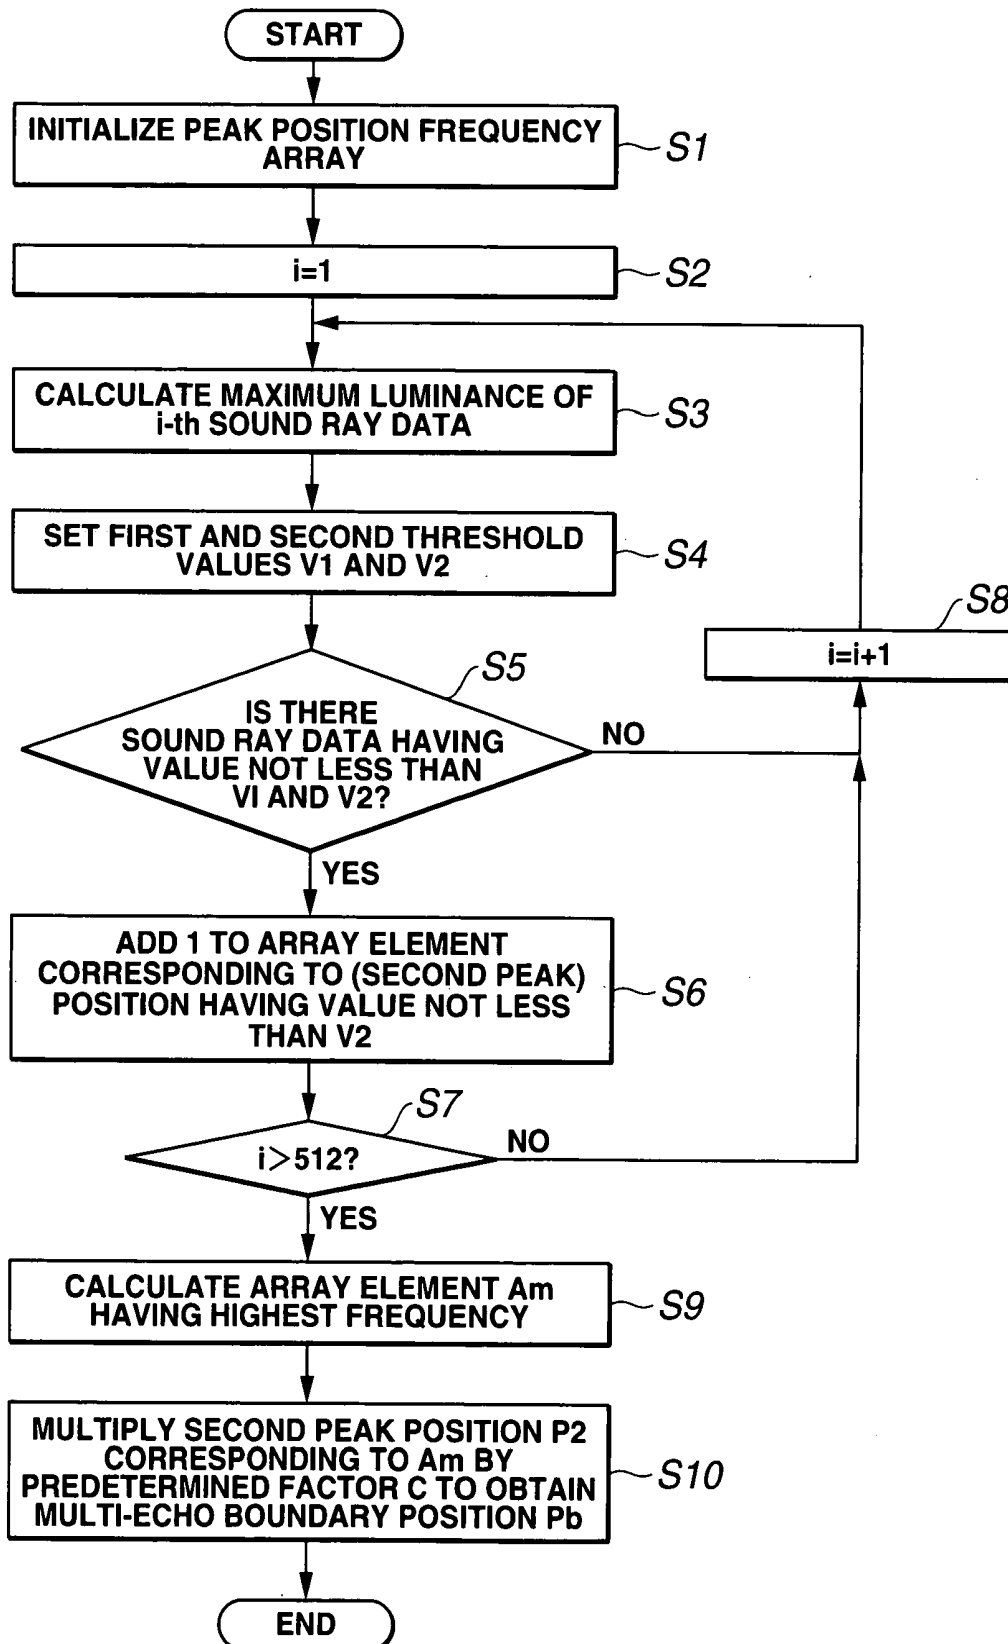 START
INITIALIZE PEAK POSITION FREQUENCY
ARRAY
S1
i=1
S2
CALCULATE MAXIMUM LUMINANCE OF
i-th SOUND RAY DATA
S3
SET FIRST AND SECOND THRESHOLD
VALUES V1 AND V2
S4
S8
i=i+1
S5
IS THERE
SOUND RAY DATA HAVING
VALUE NOT LESS THAN
VI AND V2?
NO
YES
ADD 1 TO ARRAY ELEMENT
CORRESPONDING TO (SECOND PEAK)
POSITION HAVING VALUE NOT LESS
THAN V2
S6
S7
i>512?
NO
YES
CALCULATE ARRAY ELEMENT Am
HAVING HIGHEST FREQUENCY
S9
MULTIPLY SECOND PEAK POSITION P2
CORRESPONDING TO Am BY
PREDETERMINED FACTOR C TO OBTAIN
MULTI-ECHO BOUNDARY POSITION Pb
S10
END